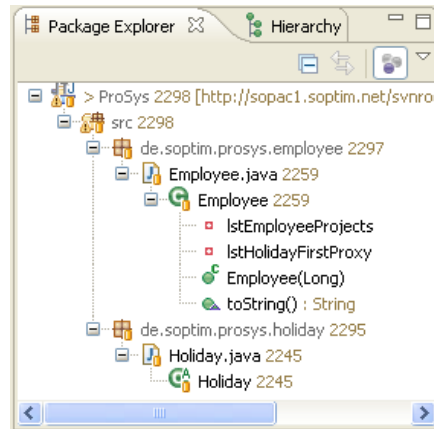 Package Explorer Hierarchy
> ProSys 2298 [http://sopac1.soptim.net/svnro
src 2298
de.soptim.prosys.employee 2297
Employee.java 2259
Employee 2259
lstEmployeeProjects
lstHolidayFirstProxy
Employee(Long)
toString() : String
de.soptim.prosys.holiday 2295
Holiday.java 2245
Holiday 2245